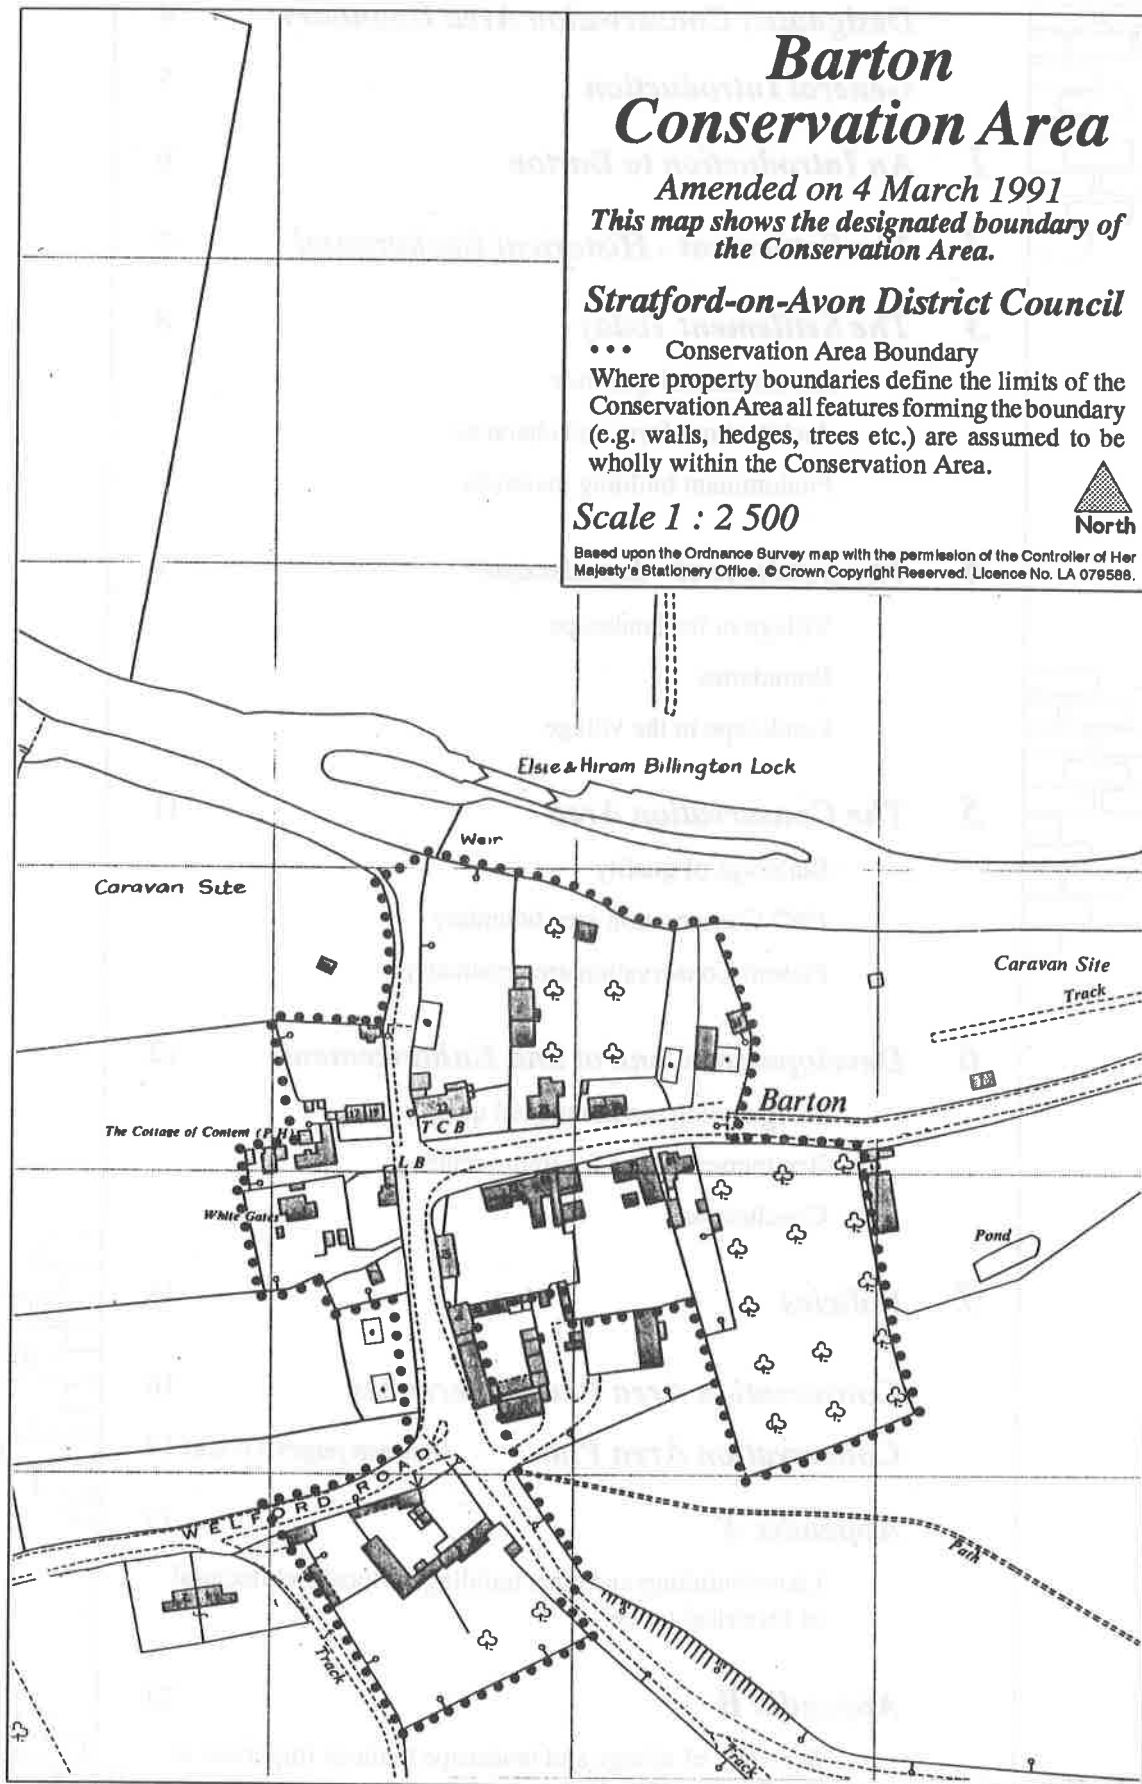 Barton
Conservation Area
Amended on 4 March 1991
This map shows the designated boundary of
the Conservation Area.
Stratford-on-Avon District Council
••• Conservation Area Boundary
Where property boundaries define the limits of the
Conservation Area all features forming the boundary
(e.g. walls, hedges, trees etc.) are assumed to be
wholly within the Conservation Area.
Scale 1 : 2 500
North
Based upon the Ordnance Survey map with the permission of the Controller of Her
Majesty's Stationery Office. © Crown Copyright Reserved. Licence No. LA 079588.
Elsie & Hiram Billington Lock
Weir
Caravan Site
Caravan Site
Track
Barton
The Cottage of Content (P.H)
T C B
L B
White Gates
Pond
WELFORD ROAD
Path
Track
Track